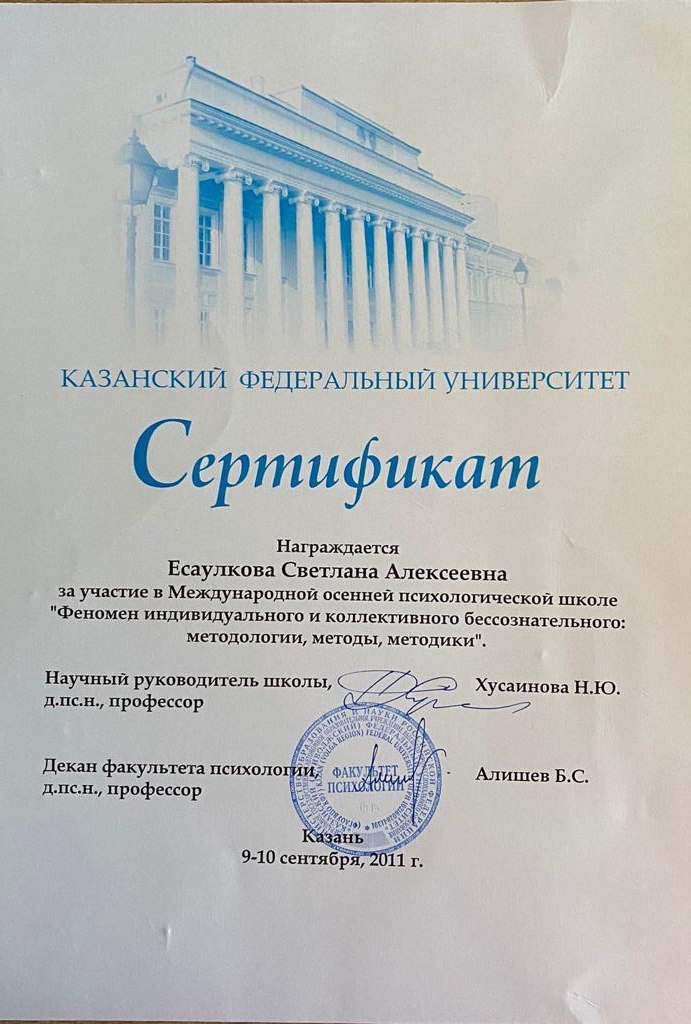 КАЗАНСКИЙ ФЕДЕРАЛЬНЫЙ УНИВЕРСИТЕТ
Сертификат
Награждается
Есаулкова Светлана Алексеевна
за участие в Международной осенней психологической школе
"Феномен индивидуального и коллективного бессознательного:
методологии, методы, методики".
Научный руководитель школы,
д.пс.н., профессор
Хусаинова Н.Ю.
Декан факультета психологии,
д.пс.н., профессор
Алишев Б.С.
ФАКУЛЬТЕТ
ПСИХОЛОГИИ
Казань
9-10 сентября, 2011 г.